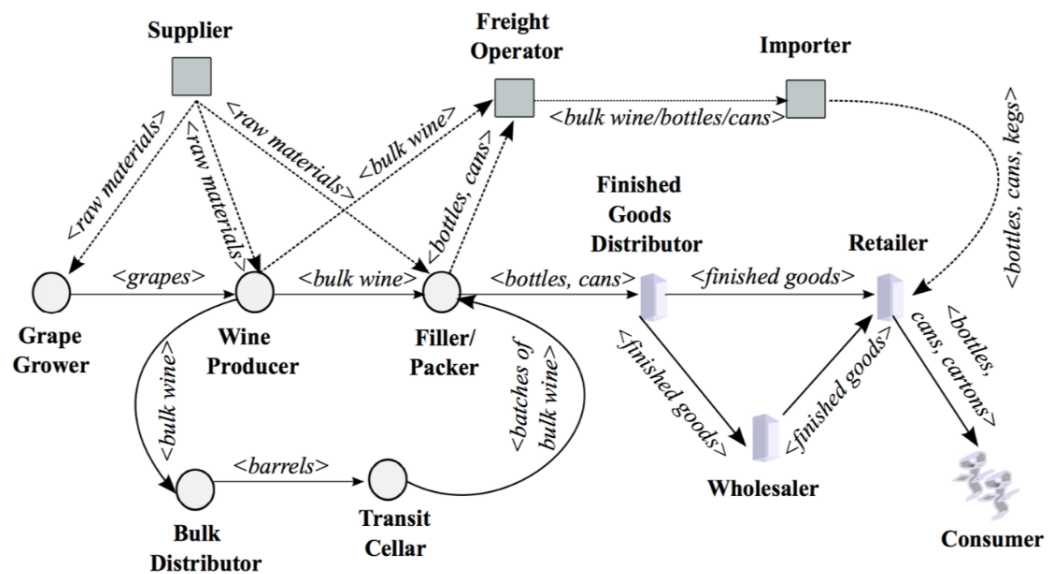 Supplier
Freight
Operator
Importer
<raw materials>
<raw materials>
<raw materials>
<bulk wine>
<bottles, cans>
<bulk wine/bottles/cans>
<bottles, cans, kegs>
Finished
Goods
Distributor
Retailer
<grapes>
<bulk wine>
<bottles, cans>
<finished goods>
Grape
Grower
Wine
Producer
Filler/
Packer
<bulk wine>
<batches of
bulk wine>
<finished goods>
<finished goods>
<bottles,
cans, cartons>
<barrels>
Bulk
Distributor
Transit
Cellar
Wholesaler
Consumer